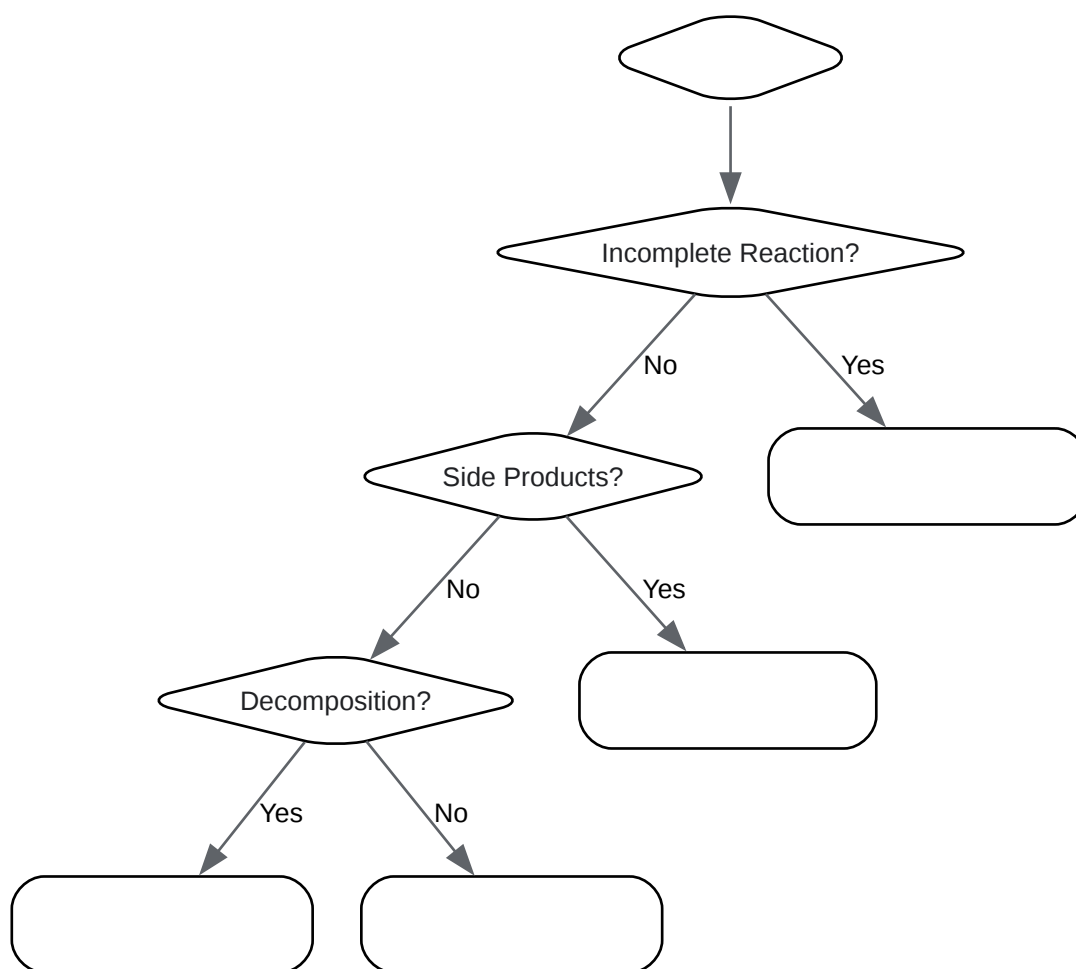 Incomplete Reaction?
No
Yes
Side Products?
No
Yes
Decomposition?
Yes
No